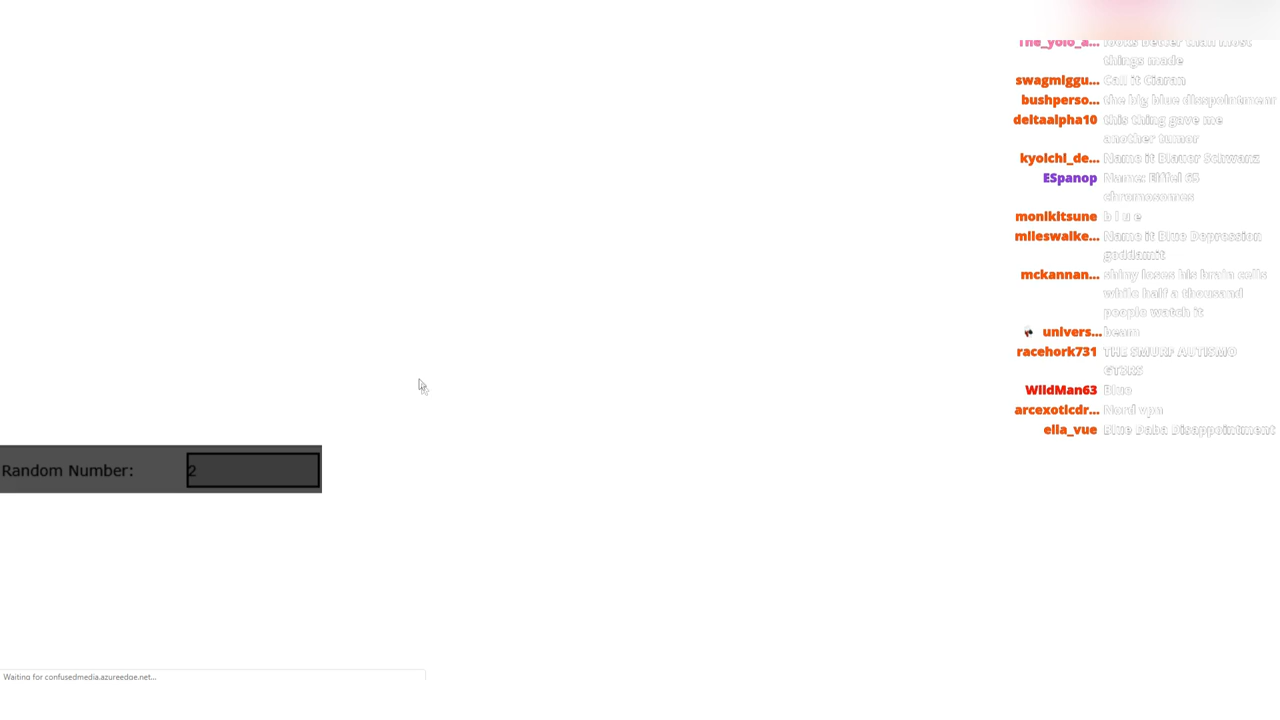 The_yolo_a... looks better than most
things made
swagmiggu... Call it Ciaran
bushperso... the big blue disspointmenr
deltaalpha10 this thing gave me
another tumor
kyoichi_de... Name it Blauer Schwanz
ESpanop Name: Eiffel 65
chromosomes
monikitsune b l u e
mileswalke... Name it Blue Depression
goddamit
mckannan... shiny loses his brain cells
while half a thousand
people watch it
univers... beam
racehork731 THE SMURF AUTISMO
WildMan63 Blue
arcexoticdr... Nord vpn
ella_vue Blue Daba Disappointment
Random Number: 2
Waiting for confusedmedia.azureedge.net...